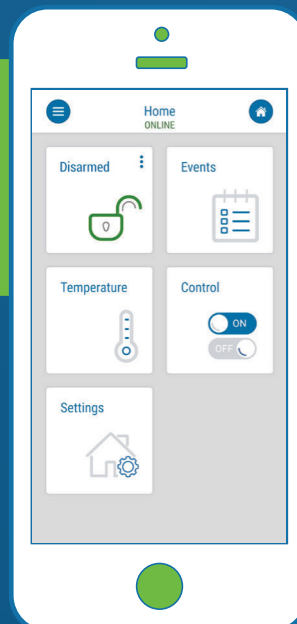 Home
ONLINE
Disarmed
Events
Temperature
Control
ON
OFF
Settings